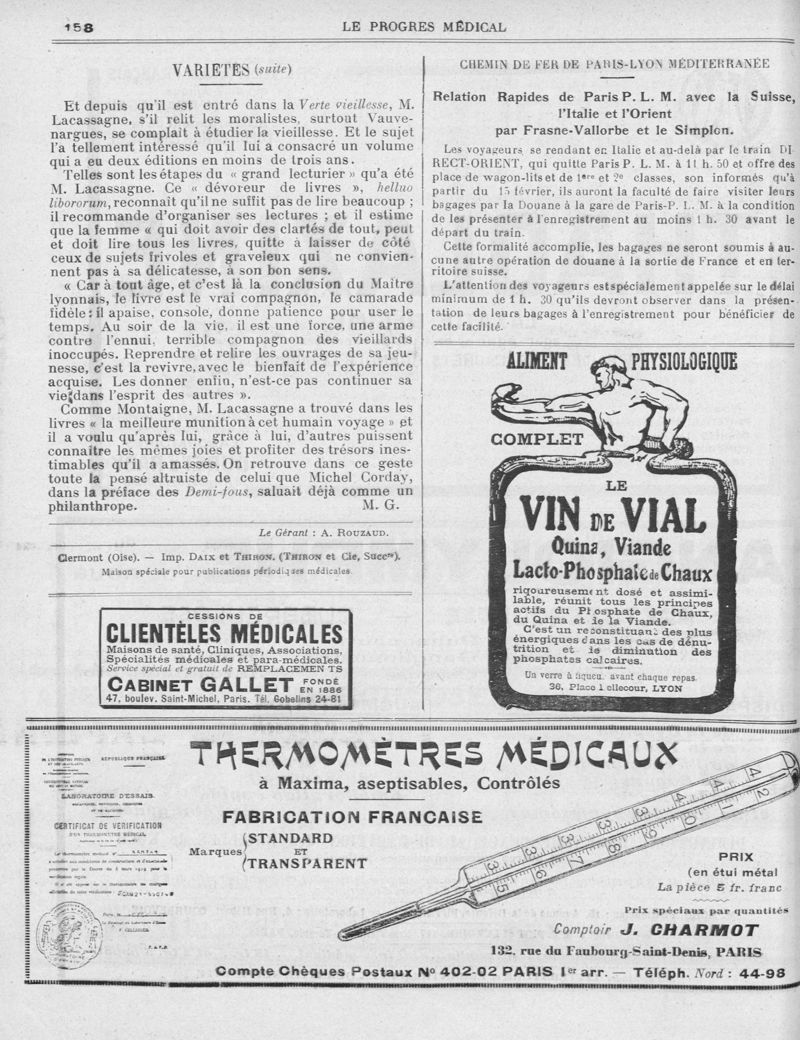 158
LE PROGRES MÉDICAL
VARIETES (suite)
Et depuis qu'il est entré dans la Verte vieillesse, M.
Lacassagne, s'il relit les moralistes, surtout Vauve-
nargues, se complait à étudier la vieillesse. Et le sujet
l'a tellement intéressé qu'il lui a consacré un volume
qui a eu deux éditions en moins de trois ans.
Telles sont les étapes du « grand lecturier » qu'a été
M. Lacassagne. Ce « dévoreur de livres », helluo
libororum, reconnaît qu'il ne suffit pas de lire beaucoup ;
il recommande d'organiser ses lectures ; et il estime
que la femme « qui doit avoir des clartés de tout, peut
et doit lire tous les livres, quitte à laisser de côté
ceux de sujets frivoles et graveleux qui ne convien-
nent pas à sa délicatesse, à son bon sens.
« Car à tout âge, et c'est là la conclusion du Maitre
lyonnais, le livre est le vrai compagnon, le camarade
fidèle : il apaise, console, donne patience pour user le
temps. Au soir de la vie, il est une force, une arme
contre l'ennui, terrible compagnon des vieillards
inoccupés. Reprendre et relire les ouvrages de sa jeu-
nesse, c'est la revivre, avec le bienfait de l'expérience
acquise. Les donner enfin, n'est-ce pas continuer sa
vie dans l'esprit des autres ».
Comme Montaigne, M. Lacassagne a trouvé dans les
livres « la meilleure munition à cet humain voyage » et
il a voulu qu'après lui, grâce à lui, d'autres puissent
connaître les mêmes joies et profiter des trésors ines-
timables qu'il a amassés. On retrouve dans ce geste
toute la pensé altruiste de celui que Michel Corday,
dans la préface des Demi-fous, saluait déjà comme un
philanthrope. M. G.
Le Gérant : A. ROUZAUD.
Clermont (Oise). — Imp. DAIX et THIRON. (THIRON et Cie, Succrs).
Maison spéciale pour publications périodiques médicales.
CESSIONS DE
CLIENTÈLES MÉDICALES
Maisons de santé, Cliniques, Associations,
Spécialités médicales et para-médicales.
Service spécial et gratuit de REMPLACEMENTS
CABINET GALLET FONDÉ
EN 1886
47, boulev. Saint-Michel, Paris. Tél. Gobelins 24-81
CHEMIN DE FER DE PARIS-LYON MÉDITERRANÉE
Relation Rapides de Paris P. L. M. avec la Suisse,
l'Italie et l'Orient
par Frasne-Vallorbe et le Simplon.
Les voyageurs se rendant en Italie et au-delà par le train DI-
RECT-ORIENT, qui quitte Paris P. L. M. à 11 h. 50 et offre des
place de wagon-lits et de 1ere et 2e classes, son informés qu'à
partir du 15 février, ils auront la faculté de faire visiter leurs
bagages par la Douane à la gare de Paris-P. L. M. à la condition
de les présenter à l'enregistrement au moins 1 h. 30 avant le
départ du train.
Cette formalité accomplie, les bagages ne seront soumis à au-
cune autre opération de douane à la sortie de France et en ter-
ritoire suisse.
L'attention des voyageurs est spécialement appelée sur le délai
minimum de 1 h. 30 qu'ils devront observer dans la présen-
tation de leurs bagages à l'enregistrement pour bénéficier de
cette facilité.
ALIMENT PHYSIOLOGIQUE
COMPLET
LE
VIN DE VIAL
Quina, Viande
Lacto-Phosphate de Chaux
rigoureusement dosé et assimi-
lable, réunit tous les principes
actifs du Phosphate de Chaux,
du Quina et de la Viande.
C'est un reconstituant des plus
énergiques dans les cas de dénu-
trition et de diminution des
phosphates calcaires.
Un verre à liqueur avant chaque repas.
36, Place Bellecour, LYON
THERMOMÈTRES MÉDICAUX
à Maxima, aseptisables, Contrôlés
FABRICATION FRANCAISE
Marques STANDARD
ET
TRANSPARENT
RÉPUBLIQUE FRANÇAISE
LABORATOIRE D'ESSAIS
CERTIFICAT DE VÉRIFICATION
D'UN THERMOMÈTRE MÉDICAL
PRIX
(en étui métal
La pièce 5 fr. franc
Prix spéciaux par quantités
Comptoir J. CHARMOT
132, rue du Faubourg-Saint-Denis, PARIS
Compte Chèques Postaux No 402-02 PARIS 1er arr. — Téléph. Nord : 44-98